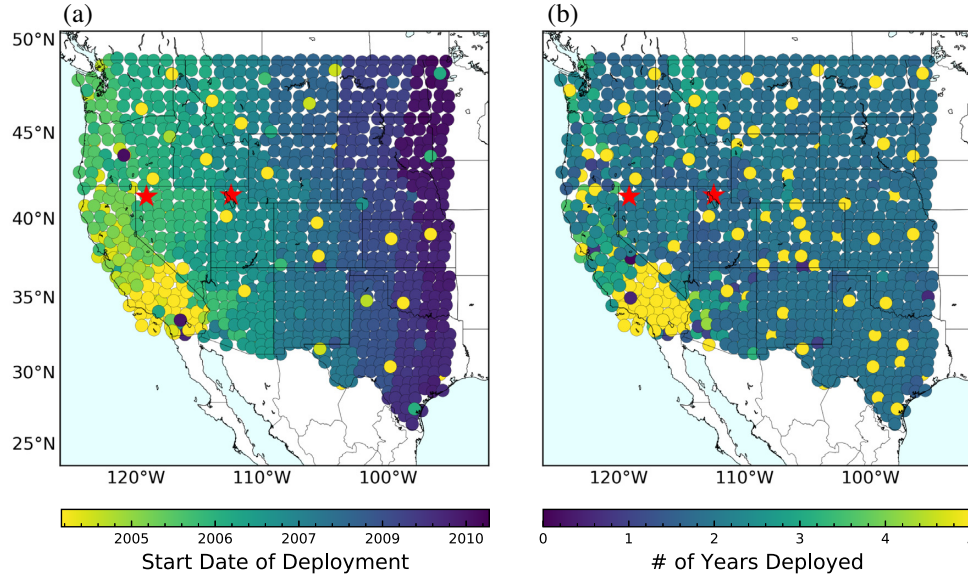 (a)
(b)
50°N
45°N
40°N
35°N
30°N
25°N
120°W
110°W
100°W
120°W
110°W
100°W
2005
2006
2007
2009
2010
Start Date of Deployment
0
1
2
3
4
# of Years Deployed